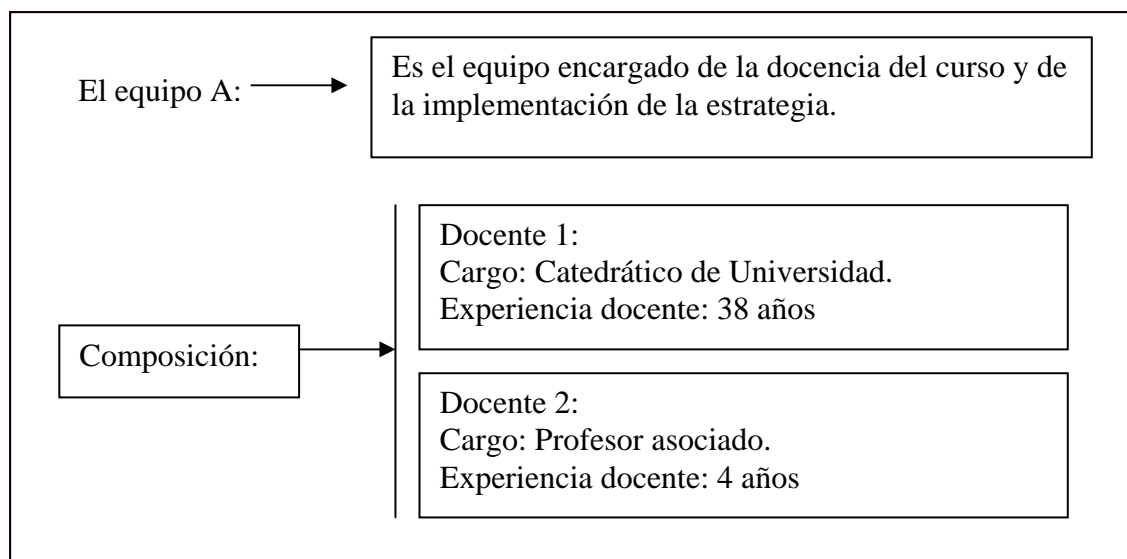 El equipo A:
Es el equipo encargado de la docencia del curso y de
la implementación de la estrategia.
Composición:
Docente 1:
Cargo: Catedrático de Universidad.
Experiencia docente: 38 años
Docente 2:
Cargo: Profesor asociado.
Experiencia docente: 4 años